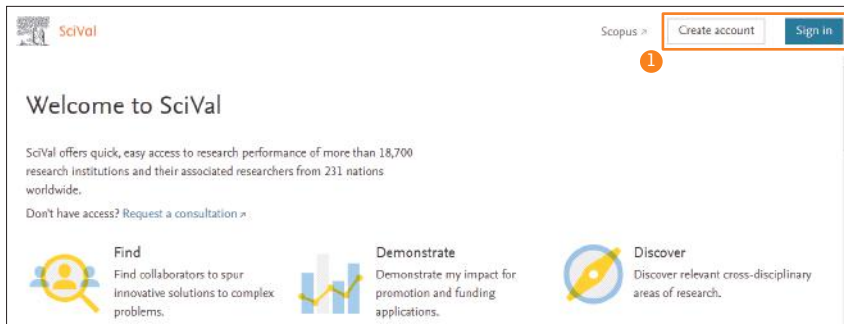 SciVal
Scopus ↗
Create account
Sign in
1
Welcome to SciVal
SciVal offers quick, easy access to research performance of more than 18,700
research institutions and their associated researchers from 231 nations
worldwide.
Don't have access? Request a consultation ↗
Find
Find collaborators to spur
innovative solutions to complex
problems.
Demonstrate
Demonstrate my impact for
promotion and funding
applications.
Discover
Discover relevant cross-disciplinary
areas of research.